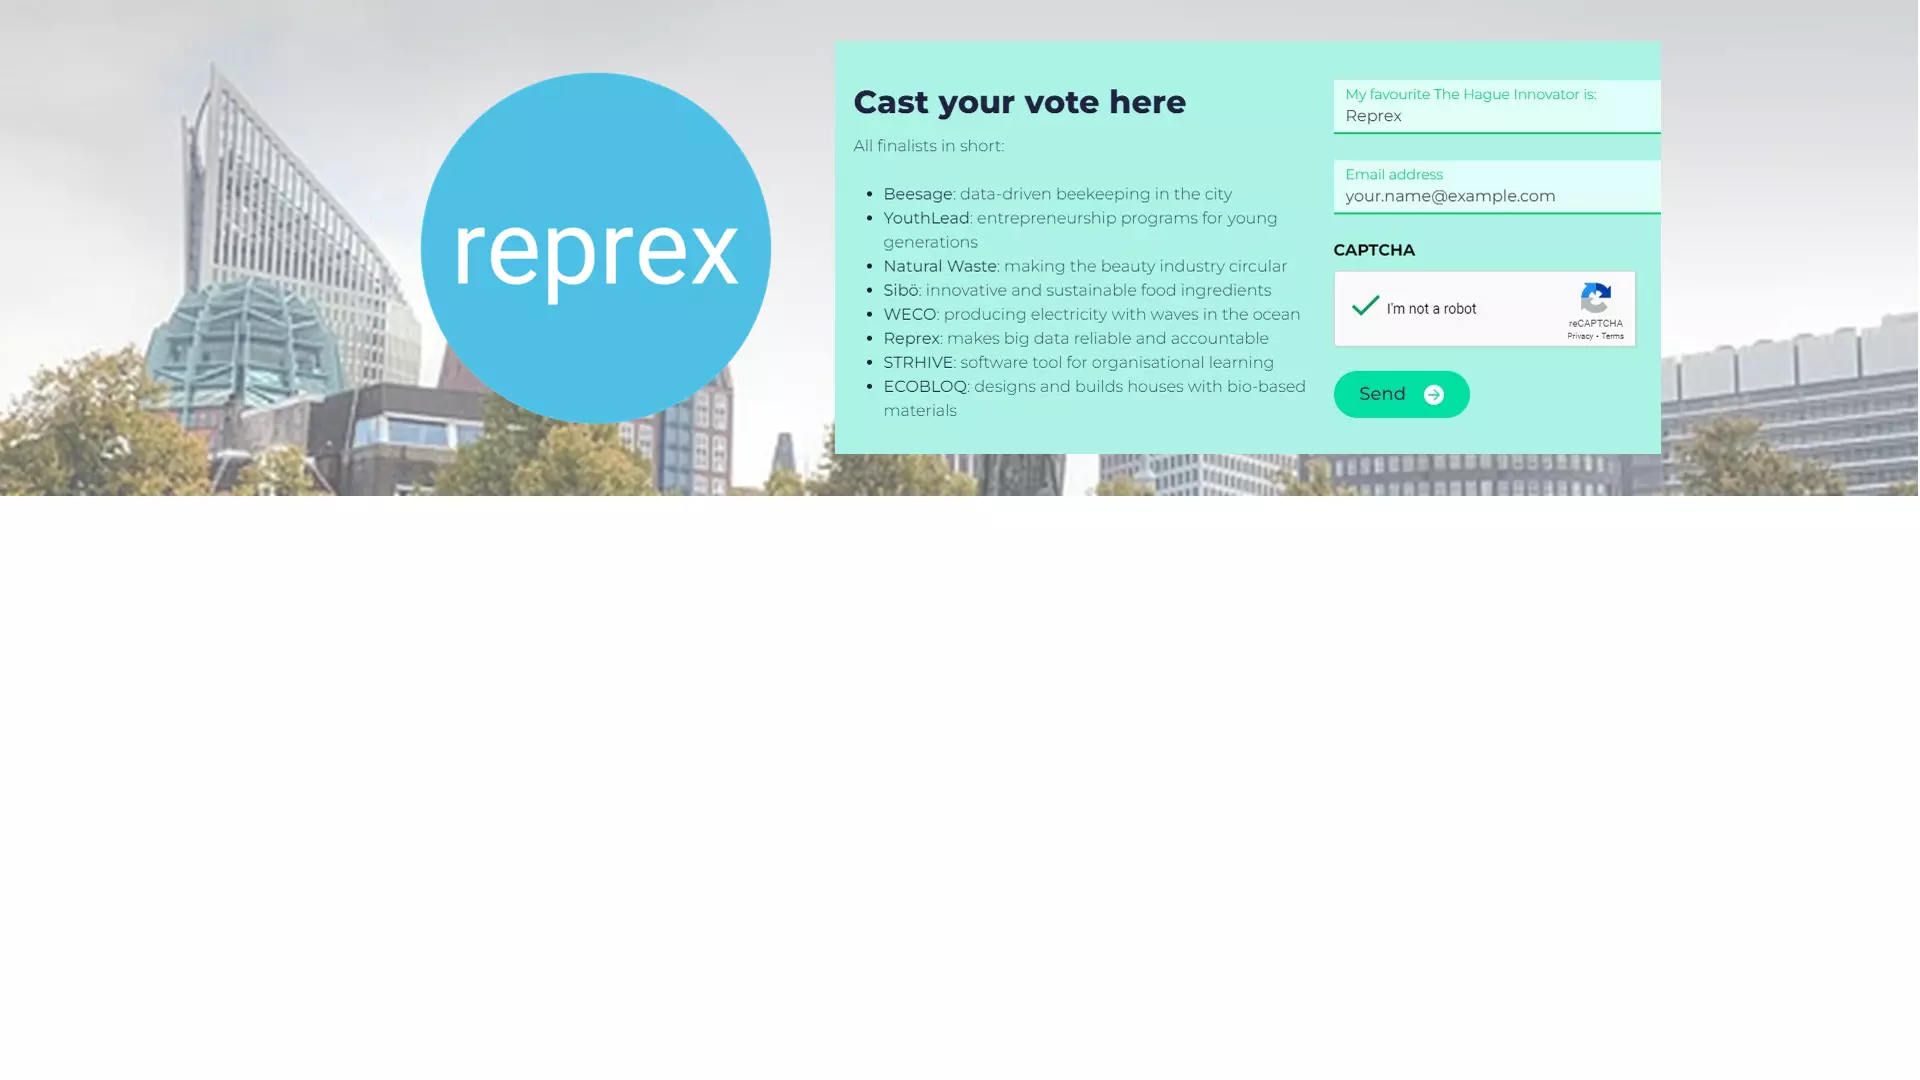 reprex
Cast your vote here
All finalists in short:
Beesage: data-driven beekeeping in the city
YouthLead: entrepreneurship programs for young
generations
Natural Waste: making the beauty industry circular
Sibö: innovative and sustainable food ingredients
WECO: producing electricity with waves in the ocean
Reprex: makes big data reliable and accountable
STRHIVE: software tool for organisational learning
ECOBLOQ: designs and builds houses with bio-based
materials
My favourite The Hague Innovator is:
Reprex
Email address
your.name@example.com
CAPTCHA
I'm not a robot
reCAPTCHA
Privacy - Terms
Send